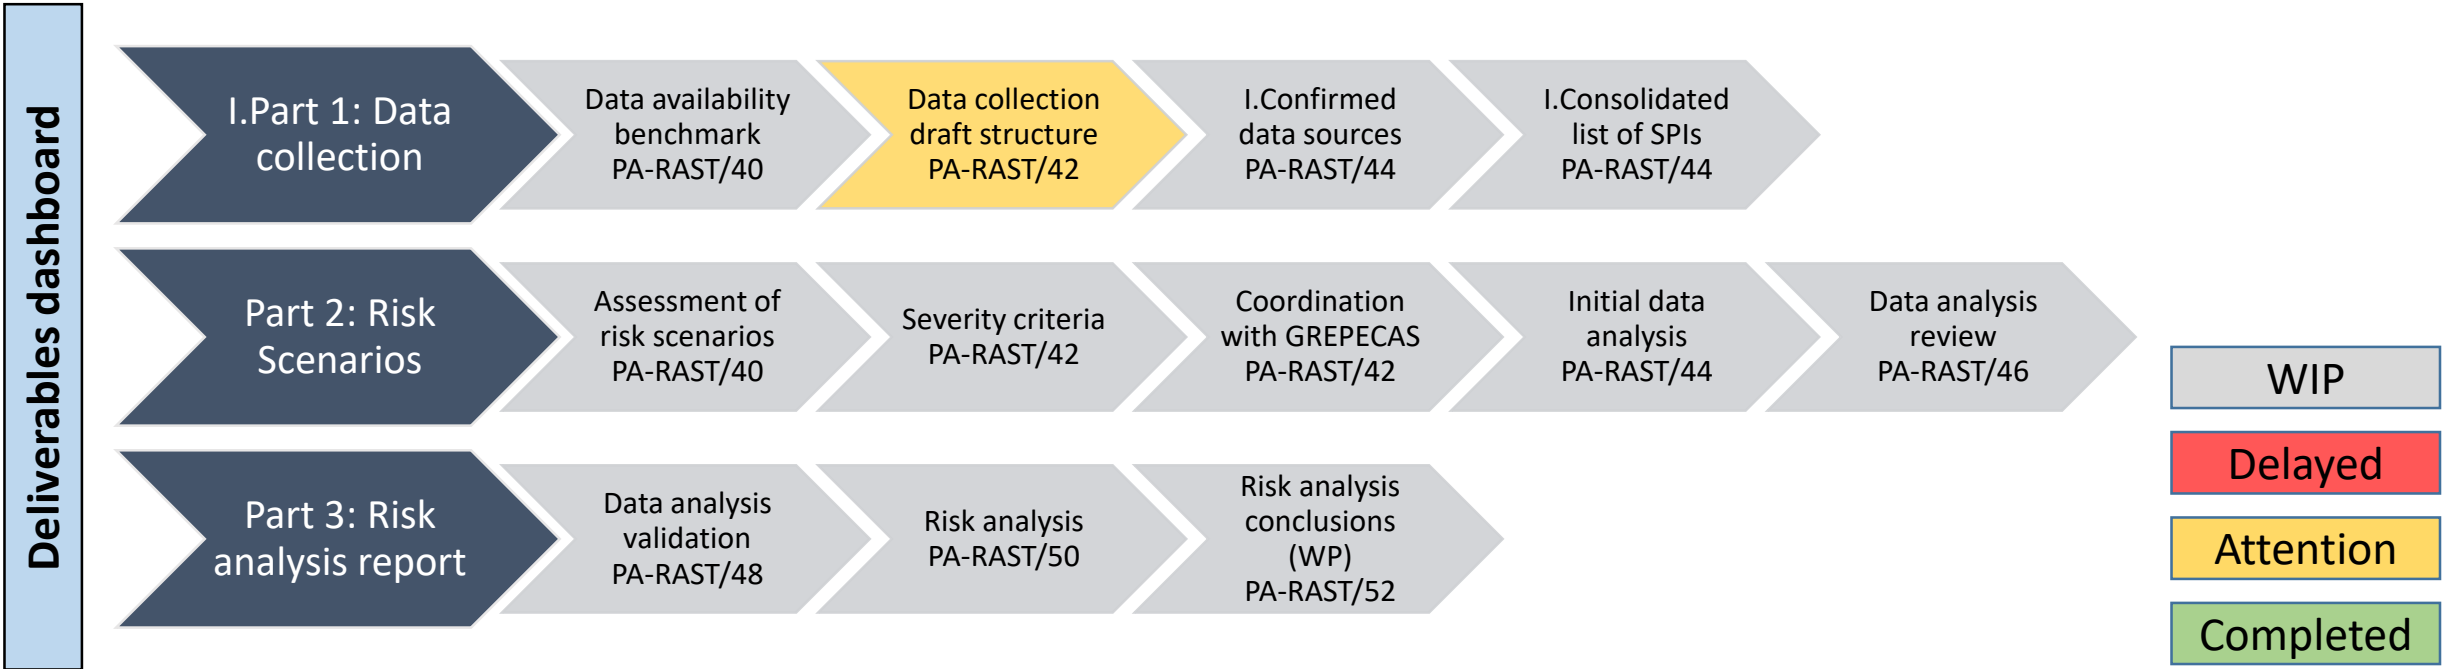 Deliverables dashboard
I.Part 1: Data
collection
Data availability
benchmark
PA-RAST/40
Data collection
draft structure
PA-RAST/42
I.Confirmed
data sources
PA-RAST/44
I.Consolidated
list of SPIs
PA-RAST/44
Part 2: Risk
Scenarios
Assessment of
risk scenarios
PA-RAST/40
Severity criteria
PA-RAST/42
Coordination
with GREPECAS
PA-RAST/42
Initial data
analysis
PA-RAST/44
Data analysis
review
PA-RAST/46
Part 3: Risk
analysis report
Data analysis
validation
PA-RAST/48
Risk analysis
PA-RAST/50
Risk analysis
conclusions
(WP)
PA-RAST/52
WIP
Delayed
Attention
Completed